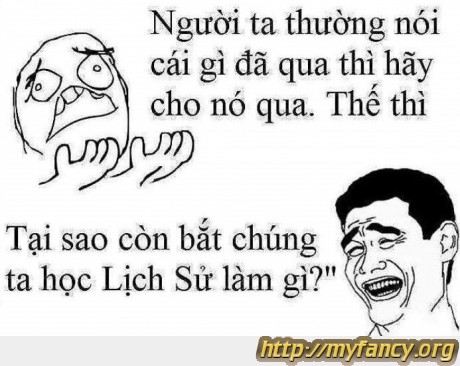 Người ta thường nói
cái gì đã qua thì hãy
cho nó qua. Thế thì
Tại sao còn bắt chúng
ta học Lịch Sử làm gì?"
http://myfancy.org